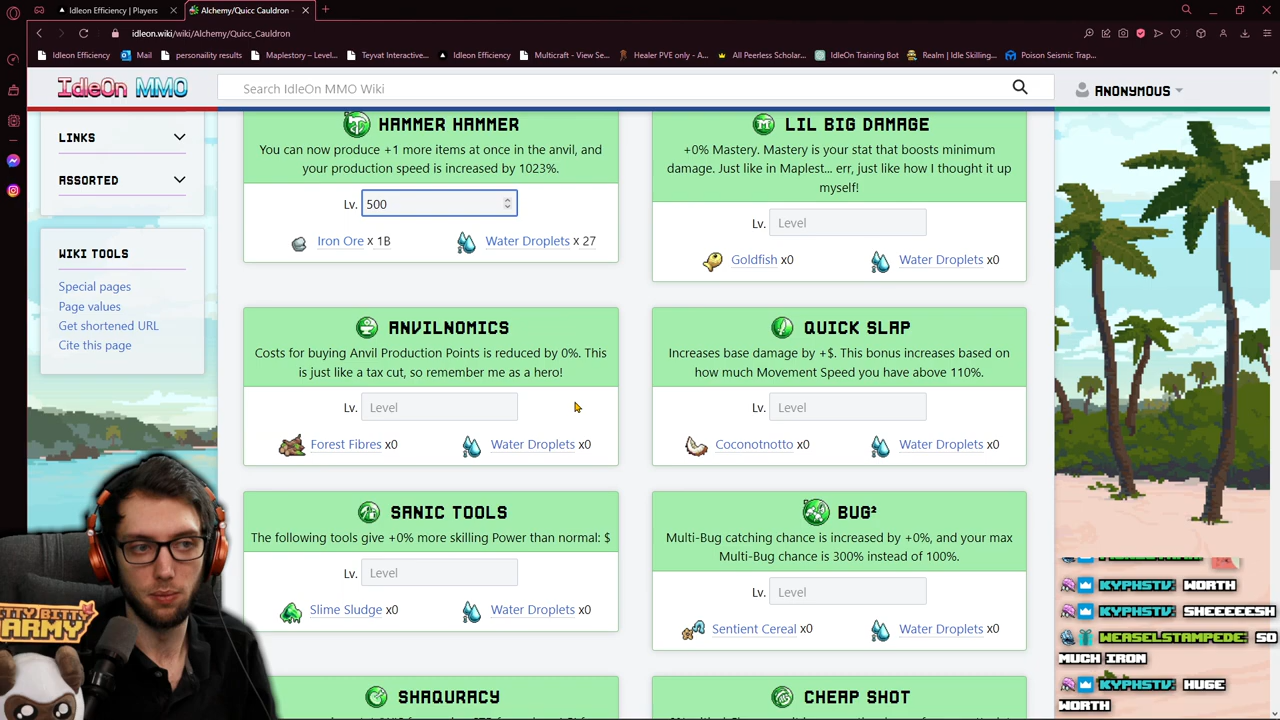 Idleon Efficiency | Players
Alchemy/Quicc Cauldron -
idleon.wiki/wiki/Alchemy/Quicc_Cauldron
Idleon Efficiency
Mail
personaility results
Maplestory – Level...
Teyvat Interactive...
Idleon Efficiency
Multicraft - View Se...
Healer PVE only - A...
All Peerless Scholar...
IdleOn Training Bot
Realm | Idle Skilling...
Poison Seismic Trap...
IdleOn MMO
Search IdleOn MMO Wiki
ANONYMOUS
LINKS
ASSORTED
WIKI TOOLS
Special pages
Page values
Get shortened URL
Cite this page
HAMMER HAMMER
You can now produce +1 more items at once in the anvil, and
your production speed is increased by 1023%.
Lv. 500
Iron Ore x 1B
Water Droplets x 27
LIL BIG DAMAGE
+0% Mastery. Mastery is your stat that boosts minimum
damage. Just like in Maplest... err, just like how I thought it up
myself!
Lv. Level
Goldfish x0
Water Droplets x0
ANVILNOMICS
Costs for buying Anvil Production Points is reduced by 0%. This
is just like a tax cut, so remember me as a hero!
Lv. Level
Forest Fibres x0
Water Droplets x0
QUICK SLAP
Increases base damage by +$. This bonus increases based on
how much Movement Speed you have above 110%.
Lv. Level
Coconotnotto x0
Water Droplets x0
SANIC TOOLS
The following tools give +0% more skilling Power than normal: $
Lv. Level
Slime Sludge x0
Water Droplets x0
BUG²
Multi-Bug catching chance is increased by +0%, and your max
Multi-Bug chance is 300% instead of 100%.
Lv. Level
Sentient Cereal x0
Water Droplets x0
SHAQURACY
CHEAP SHOT
ITTY BITTY
ARMY
KYPHSTV: WORTH
KYPHSTV: SHEEEEESH
WEASELSTAMPEDE: SO
MUCH IRON
KYPHSTV: HUGE
WORTH